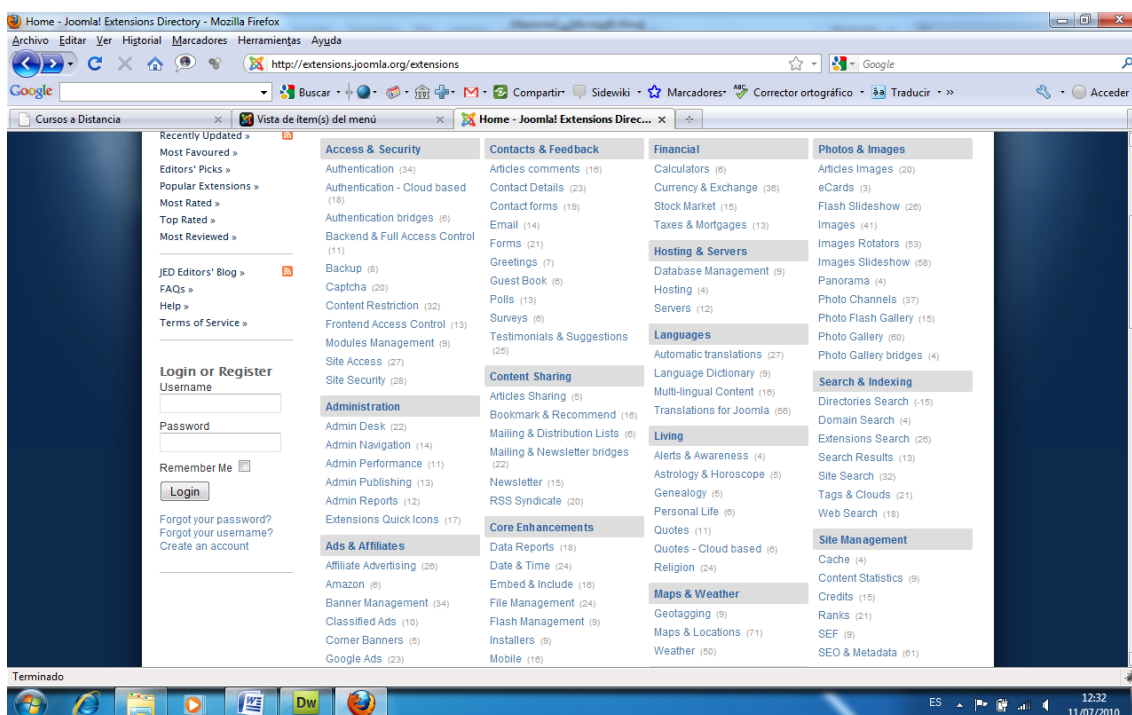 Home - Joomla! Extensions Directory - Mozilla Firefox
Archivo Editar Ver Historial Marcadores Herramientas Ayuda
http://extensions.joomla.org/extensions
Google
Google
Buscar
Compartir
Sidewiki
Marcadores
Corrector ortográfico
Traducir
»
Acceder
Cursos a Distancia
Vista de ítem(s) del menú
Home - Joomla! Extensions Direc...
Recently Updated »
Most Favoured »
Editors' Picks »
Popular Extensions »
Most Rated »
Top Rated »
Most Reviewed »
JED Editors' Blog »
FAQs »
Help »
Terms of Service »
Login or Register
Username
Password
Remember Me
Login
Forgot your password?
Forgot your username?
Create an account
Access & Security
Authentication (34)
Authentication - Cloud based
(18)
Authentication bridges (6)
Backend & Full Access Control
(11)
Backup (8)
Captcha (20)
Content Restriction (32)
Frontend Access Control (13)
Modules Management (9)
Site Access (27)
Site Security (28)
Administration
Admin Desk (22)
Admin Navigation (14)
Admin Performance (11)
Admin Publishing (13)
Admin Reports (12)
Extensions Quick Icons (17)
Ads & Affiliates
Affiliate Advertising (26)
Amazon (6)
Banner Management (34)
Classified Ads (10)
Corner Banners (5)
Google Ads (23)
Contacts & Feedback
Articles comments (16)
Contact Details (23)
Contact forms (19)
Email (14)
Forms (21)
Greetings (7)
Guest Book (6)
Polls (13)
Surveys (6)
Testimonials & Suggestions
(25)
Content Sharing
Articles Sharing (5)
Bookmark & Recommend (16)
Mailing & Distribution Lists (6)
Mailing & Newsletter bridges
(22)
Newsletter (15)
RSS Syndicate (20)
Core Enhancements
Data Reports (18)
Date & Time (24)
Embed & Include (16)
File Management (24)
Flash Management (9)
Installers (9)
Mobile (16)
Financial
Calculators (6)
Currency & Exchange (36)
Stock Market (15)
Taxes & Mortgages (13)
Hosting & Servers
Database Management (9)
Hosting (4)
Servers (12)
Languages
Automatic translations (27)
Language Dictionary (9)
Multi-lingual Content (16)
Translations for Joomla (56)
Living
Alerts & Awareness (4)
Astrology & Horoscope (5)
Genealogy (5)
Personal Life (6)
Quotes (11)
Quotes - Cloud based (6)
Religion (24)
Maps & Weather
Geotagging (9)
Maps & Locations (71)
Weather (50)
Photos & Images
Articles Images (20)
eCards (3)
Flash Slideshow (26)
Images (41)
Images Rotators (53)
Images Slideshow (58)
Panorama (4)
Photo Channels (37)
Photo Flash Gallery (15)
Photo Gallery (60)
Photo Gallery bridges (4)
Search & Indexing
Directories Search (-15)
Domain Search (4)
Extensions Search (26)
Search Results (13)
Site Search (32)
Tags & Clouds (21)
Web Search (18)
Site Management
Cache (4)
Content Statistics (9)
Credits (15)
Ranks (21)
SEF (9)
SEO & Metadata (61)
Terminado
Dw
ES
12:32
11/07/2010